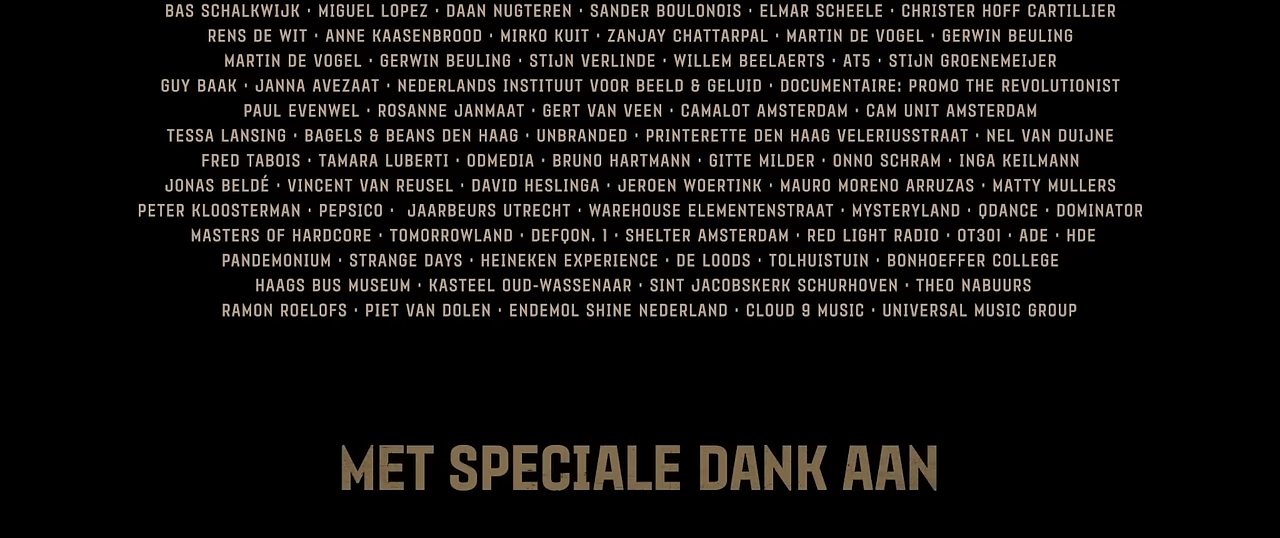 BAS SCHALKWIJK · MIGUEL LOPEZ · DAAN NUGTEREN · SANDER BOULONOIS · ELMAR SCHEELE · CHRISTER HOFF CARTILLIER
RENS DE WIT · ANNE KAASENBROOD · MIRKO KUIT · ZANJAY CHATTARPAL · MARTIN DE VOGEL · GERWIN BEULING
MARTIN DE VOGEL · GERWIN BEULING · STIJN VERLINDE · WILLEM BEELAERTS · AT5 · STIJN GROENEMEIJER
GUY BAAK · JANNA AVEZAAT · NEDERLANDS INSTITUUT VOOR BEELD & GELUID · DOCUMENTAIRE: PROMO THE REVOLUTIONIST
PAUL EVENWEL · ROSANNE JANMAAT · GERT VAN VEEN · CAMALOT AMSTERDAM · CAM UNIT AMSTERDAM
TESSA LANSING · BAGELS & BEANS DEN HAAG · UNBRANDED · PRINTERETTE DEN HAAG VELERIUSSTRAAT · NEL VAN DUIJNE
FRED TABOIS · TAMARA LUBERTI · ODMEDIA · BRUNO HARTMANN · GITTE MILDER · ONNO SCHRAM · INGA KEILMANN
JONAS BELDÉ · VINCENT VAN REUSEL · DAVID HESLINGA · JEROEN WOERTINK · MAURO MORENO ARRUZAS · MATTY MULLERS
PETER KLOOSTERMAN · PEPSICO · JAARBEURS UTRECHT · WAREHOUSE ELEMENTENSTRAAT · MYSTERYLAND · QDANCE · DOMINATOR
MASTERS OF HARDCORE · TOMORROWLAND · DEFQON. 1 · SHELTER AMSTERDAM · RED LIGHT RADIO · OT301 · ADE · HDE
PANDEMONIUM · STRANGE DAYS · HEINEKEN EXPERIENCE · DE LOODS · TOLHUISTUIN · BONHOEFFER COLLEGE
HAAGS BUS MUSEUM · KASTEEL OUD-WASSENAAR · SINT JACOBSKERK SCHURHOVEN · THEO NABUURS
RAMON ROELOFS · PIET VAN DOLEN · ENDEMOL SHINE NEDERLAND · CLOUD 9 MUSIC · UNIVERSAL MUSIC GROUP
MET SPECIALE DANK AAN